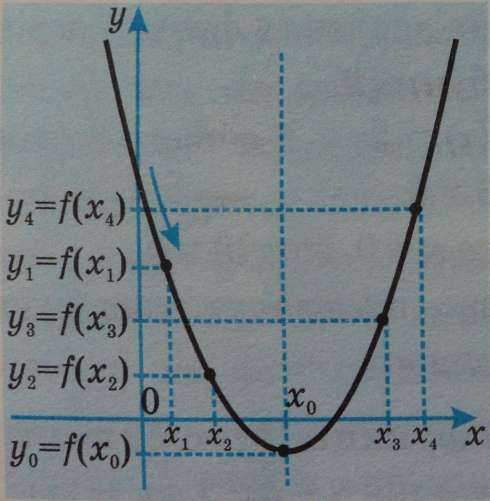 y
y₄=f(x₄)
y₁=f(x₁)
y₃=f(x₃)
y₂=f(x₂)
0
x₀
x₁
x₂
x₃
x₄
x
y₀=f(x₀)